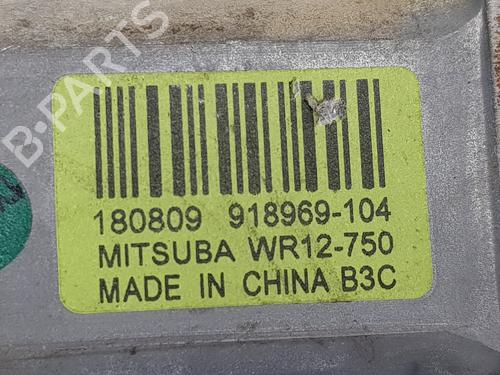 B-PARTS
180809 918969-104
MITSUBA WR12-750
MADE IN CHINA B3C